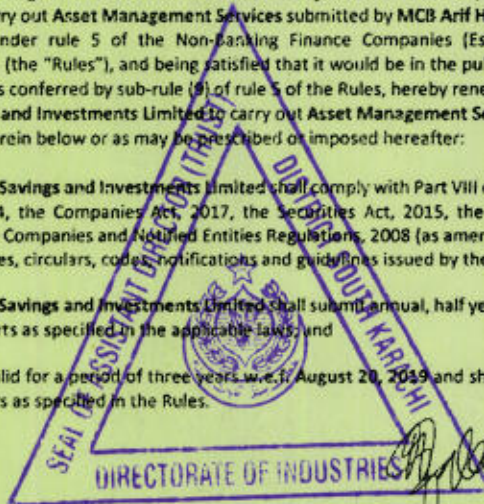 ry out Asset Management Services submitted by MCB Arif H
nder rule 5 of the Non-Banking Finance Companies (Es
(the "Rules"), and being satisfied that it would be in the pu
s conferred by sub-rule (9) of rule 5 of the Rules, hereby rene
and Investments Limited to carry out Asset Management Se
rein below or as may be prescribed or imposed hereafter:
Savings and Investments Limited shall comply with Part VIII
4, the Companies Act, 2017, the Securities Act, 2015, the
Companies and Notified Entities Regulations, 2008 (as amen
es, circulars, codes, notifications and guidelines issued by the
Savings and Investments Limited shall submit annual, half ye
rts as specified in the applicable laws; and
lid for a period of three years w.e.f. August 20, 2019 and sh
s as specified in the Rules.
SEAL OF ASSISTANT DIRECTOR (TRUST)
DISTRICT SOUTH KARACHI
DIRECTORATE OF INDUSTRIES